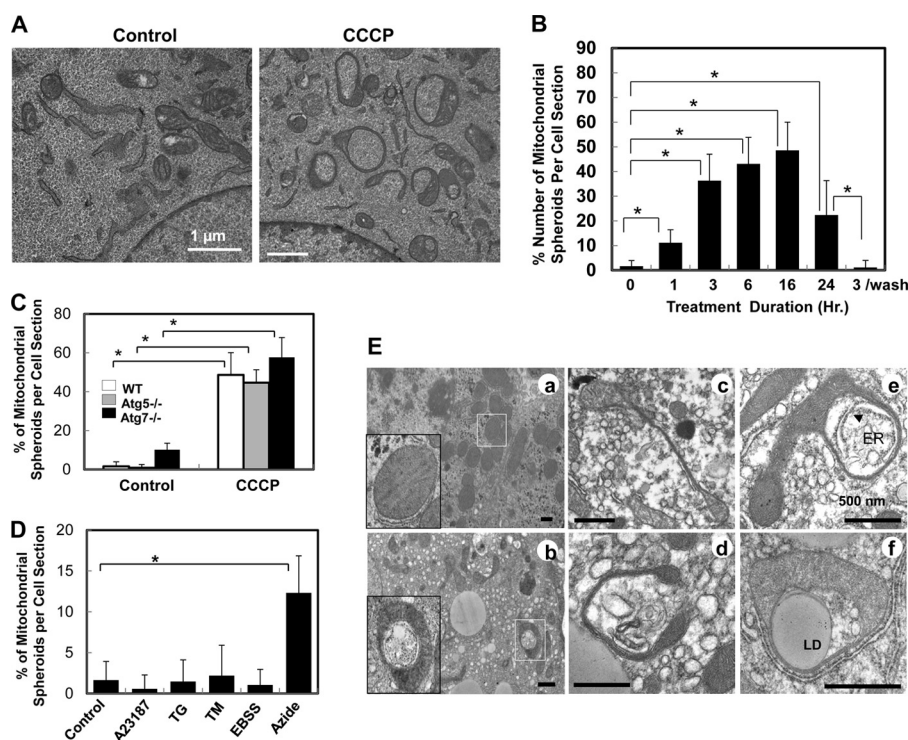 A
Control
CCCP
1 µm
B
% Number of Mitochondrial
Spheroids Per Cell Section
90
80
70
60
50
40
30
20
10
0
*
*
*
*
*
*
0 1 3 6 16 24 3 /wash
Treatment Duration (Hr.)
C
% of Mitochondrial
Spheroids per Cell Section
80
60
40
20
0
*
*
*
WT
Atg5-/-
Atg7-/-
Control CCCP
D
% of Mitochondrial
Spheroids per Cell Section
20
15
10
5
0
*
Control
A23187
TG
TM
EBSS
Azide
E
a
c
e
ER
500 nm
b
d
f
LD